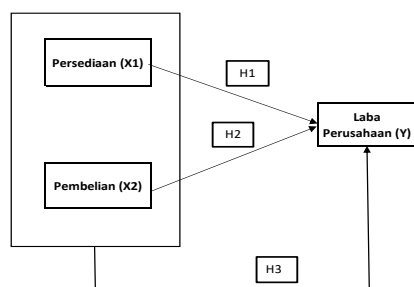 Persediaan (X1)
H1
Laba
Perusahaan (Y)
H2
Pembelian (X2)
H3